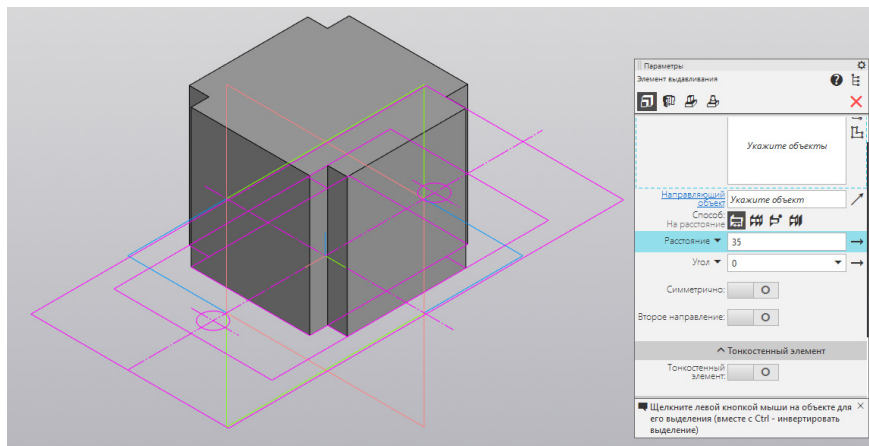 Параметры
Элемент выдавливания
Укажите объекты
Направляющий
объект
Укажите объект
Способ:
На расстояние
Расстояние
35
Угол
0
Симметрично:
Второе направление:
Тонкостенный элемент
Тонкостенный
элемент:
Щелкните левой кнопкой мыши на объекте для
его выделения (вместе с Ctrl - инвертировать
выделение)